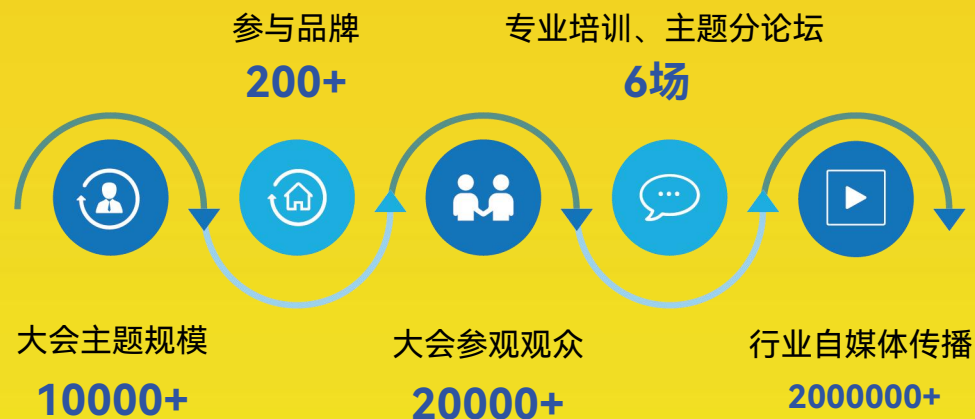 参与品牌
200+
专业培训、主题分论坛
6场
大会主题规模
10000+
大会参观观众
20000+
行业自媒体传播
2000000+